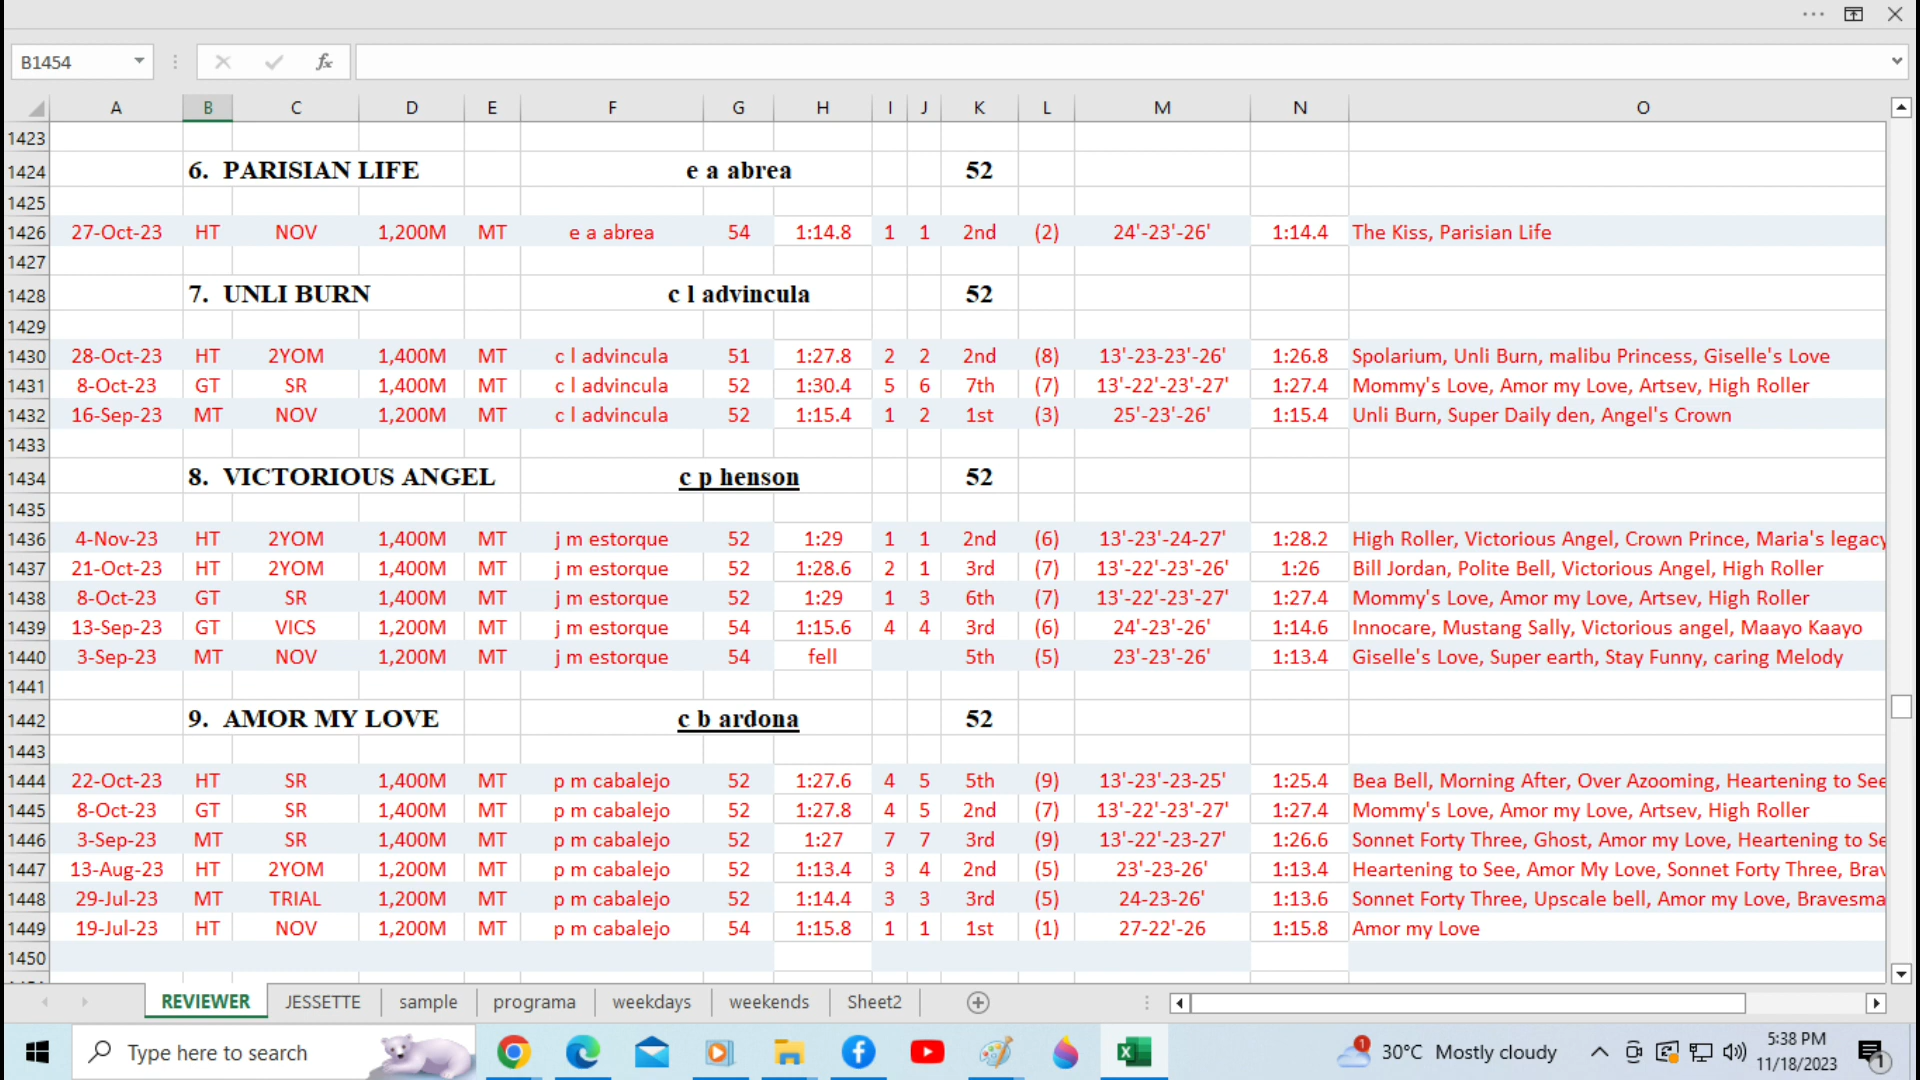 B1454 fx
A B C D E F G H I J K L M N O
1423
1424 6. PARISIAN LIFE e a abrea 52
1425
1426 27-Oct-23 HT NOV 1,200M MT e a abrea 54 1:14.8 1 1 2nd (2) 24'-23'-26' 1:14.4 The Kiss, Parisian Life
1427
1428 7. UNLI BURN c l advincula 52
1429
1430 28-Oct-23 HT 2YOM 1,400M MT c l advincula 51 1:27.8 2 2 2nd (8) 13'-23-23'-26' 1:26.8 Spolarium, Unli Burn, malibu Princess, Giselle's Love
1431 8-Oct-23 GT SR 1,400M MT c l advincula 52 1:30.4 5 6 7th (7) 13'-22'-23'-27' 1:27.4 Mommy's Love, Amor my Love, Artsev, High Roller
1432 16-Sep-23 MT NOV 1,200M MT c l advincula 52 1:15.4 1 2 1st (3) 25'-23'-26' 1:15.4 Unli Burn, Super Daily den, Angel's Crown
1433
1434 8. VICTORIOUS ANGEL c p henson 52
1435
1436 4-Nov-23 HT 2YOM 1,400M MT j m estorque 52 1:29 1 1 2nd (6) 13'-23'-24-27' 1:28.2 High Roller, Victorious Angel, Crown Prince, Maria's legacy
1437 21-Oct-23 HT 2YOM 1,400M MT j m estorque 52 1:28.6 2 1 3rd (7) 13'-22'-23'-26' 1:26 Bill Jordan, Polite Bell, Victorious Angel, High Roller
1438 8-Oct-23 GT SR 1,400M MT j m estorque 52 1:29 1 3 6th (7) 13'-22'-23'-27' 1:27.4 Mommy's Love, Amor my Love, Artsev, High Roller
1439 13-Sep-23 GT VICS 1,200M MT j m estorque 54 1:15.6 4 4 3rd (6) 24'-23'-26' 1:14.6 Innocare, Mustang Sally, Victorious angel, Maayo Kaayo
1440 3-Sep-23 MT NOV 1,200M MT j m estorque 54 fell 5th (5) 23'-23'-26' 1:13.4 Giselle's Love, Super earth, Stay Funny, caring Melody
1441
1442 9. AMOR MY LOVE c b ardona 52
1443
1444 22-Oct-23 HT SR 1,400M MT p m cabalejo 52 1:27.6 4 5 5th (9) 13'-23'-23-25' 1:25.4 Bea Bell, Morning After, Over Azooming, Heartening to See
1445 8-Oct-23 GT SR 1,400M MT p m cabalejo 52 1:27.8 4 5 2nd (7) 13'-22'-23'-27' 1:27.4 Mommy's Love, Amor my Love, Artsev, High Roller
1446 3-Sep-23 MT SR 1,400M MT p m cabalejo 52 1:27 7 7 3rd (9) 13'-22'-23-27' 1:26.6 Sonnet Forty Three, Ghost, Amor my Love, Heartening to Se
1447 13-Aug-23 HT 2YOM 1,200M MT p m cabalejo 52 1:13.4 3 4 2nd (5) 23'-23-26' 1:13.4 Heartening to See, Amor My Love, Sonnet Forty Three, Brav
1448 29-Jul-23 MT TRIAL 1,200M MT p m cabalejo 52 1:14.4 3 3 3rd (5) 24-23-26' 1:13.6 Sonnet Forty Three, Upscale bell, Amor my Love, Bravesma
1449 19-Jul-23 HT NOV 1,200M MT p m cabalejo 54 1:15.8 1 1 1st (1) 27-22'-26 1:15.8 Amor my Love
1450
REVIEWER JESSETTE sample programa weekdays weekends Sheet2
Type here to search 1 30°C Mostly cloudy 5:38 PM
11/18/2023 1